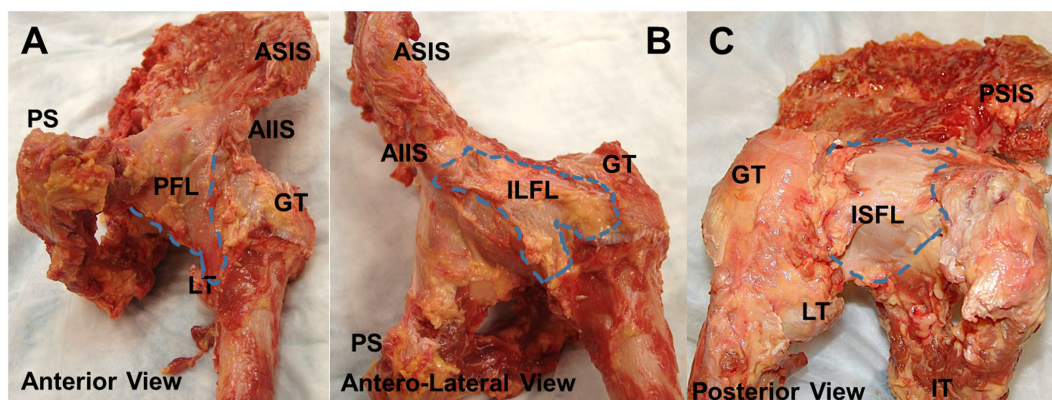 A
ASIS
PS
AIIS
PFL
GT
LT
Anterior View
B
ASIS
AIIS
GT
ILFL
PS
Antero-Lateral View
C
PSIS
GT
ISFL
LT
IT
Posterior View